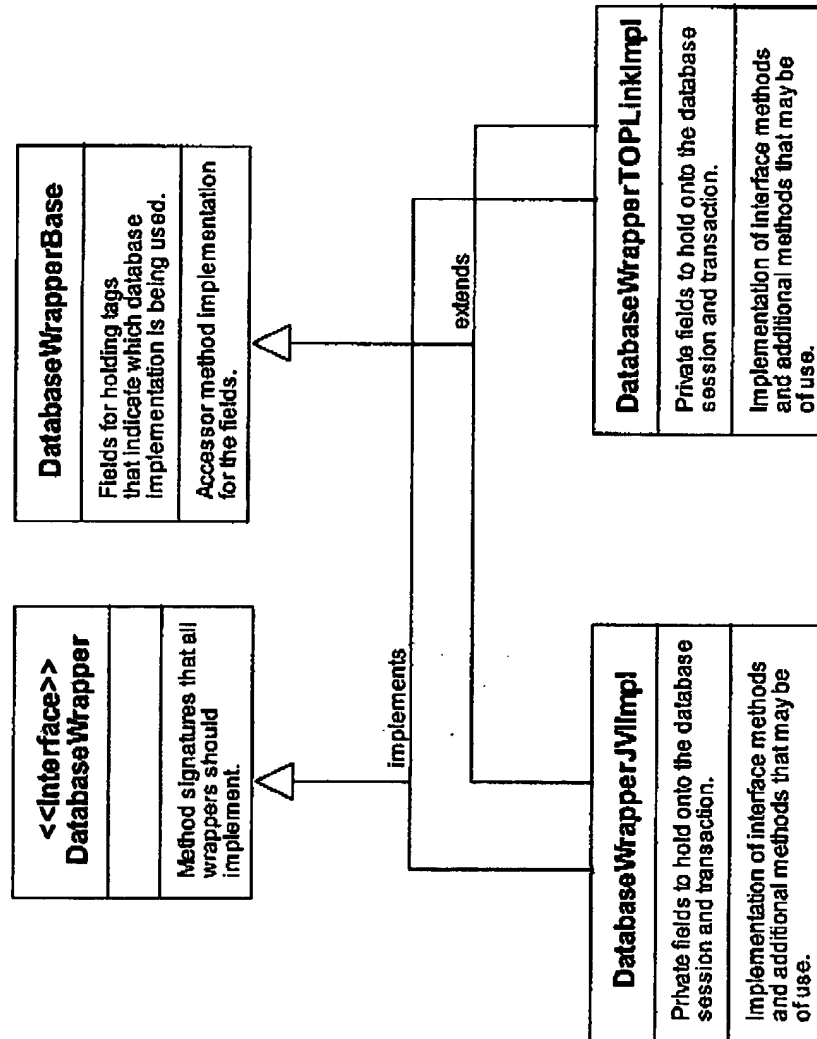 <<Interface>>
DatabaseWrapper
Method signatures that all
wrappers should
implement.
DatabaseWrapperBase
Fields for holding tags
that indicate which database
implementation is being used.
Accessor method implementation
for the fields.
implements
extends
DatabaseWrapperJVIImpl
Private fields to hold onto the database
session and transaction.
Implementation of interface methods
and additional methods that may be
of use.
DatabaseWrapperTOPLinkImpl
Private fields to hold onto the database
session and transaction.
Implementation of interface methods
and additional methods that may be
of use.